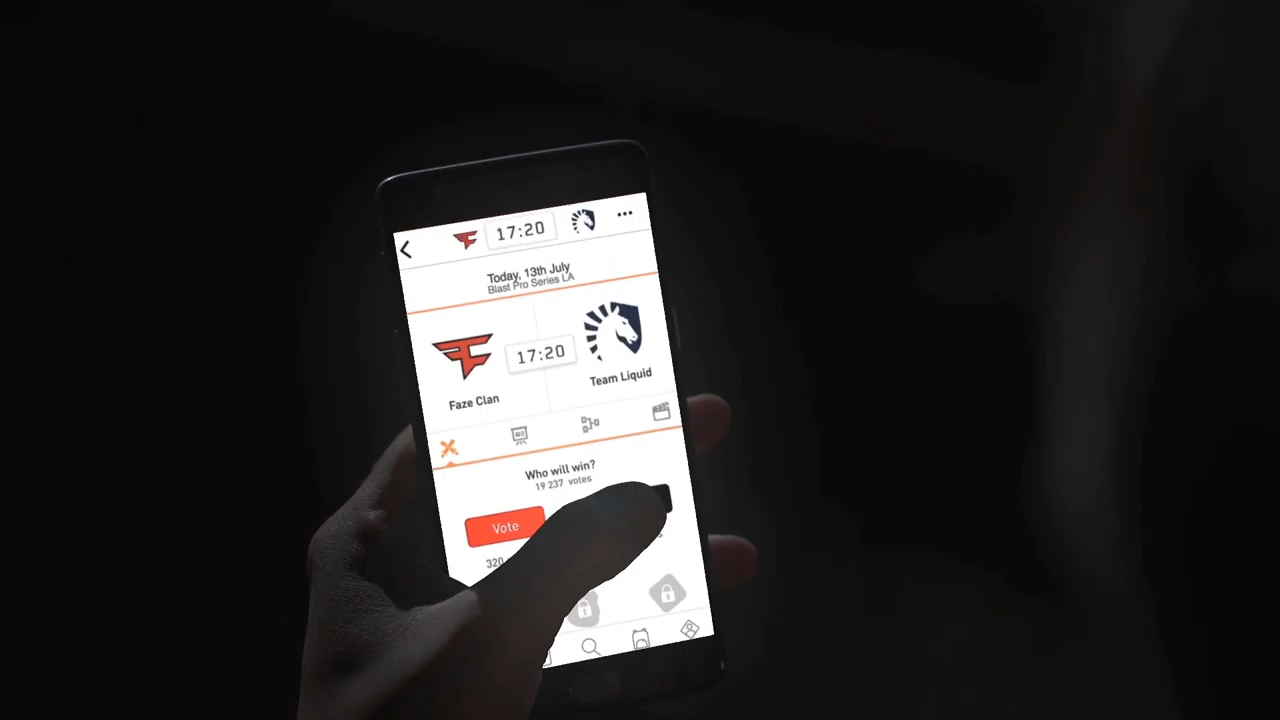 17:20
Today, 13th July
Blast Pro Series LA
17:20
Faze Clan
Team Liquid
Who will win?
19 237 votes
Vote
320